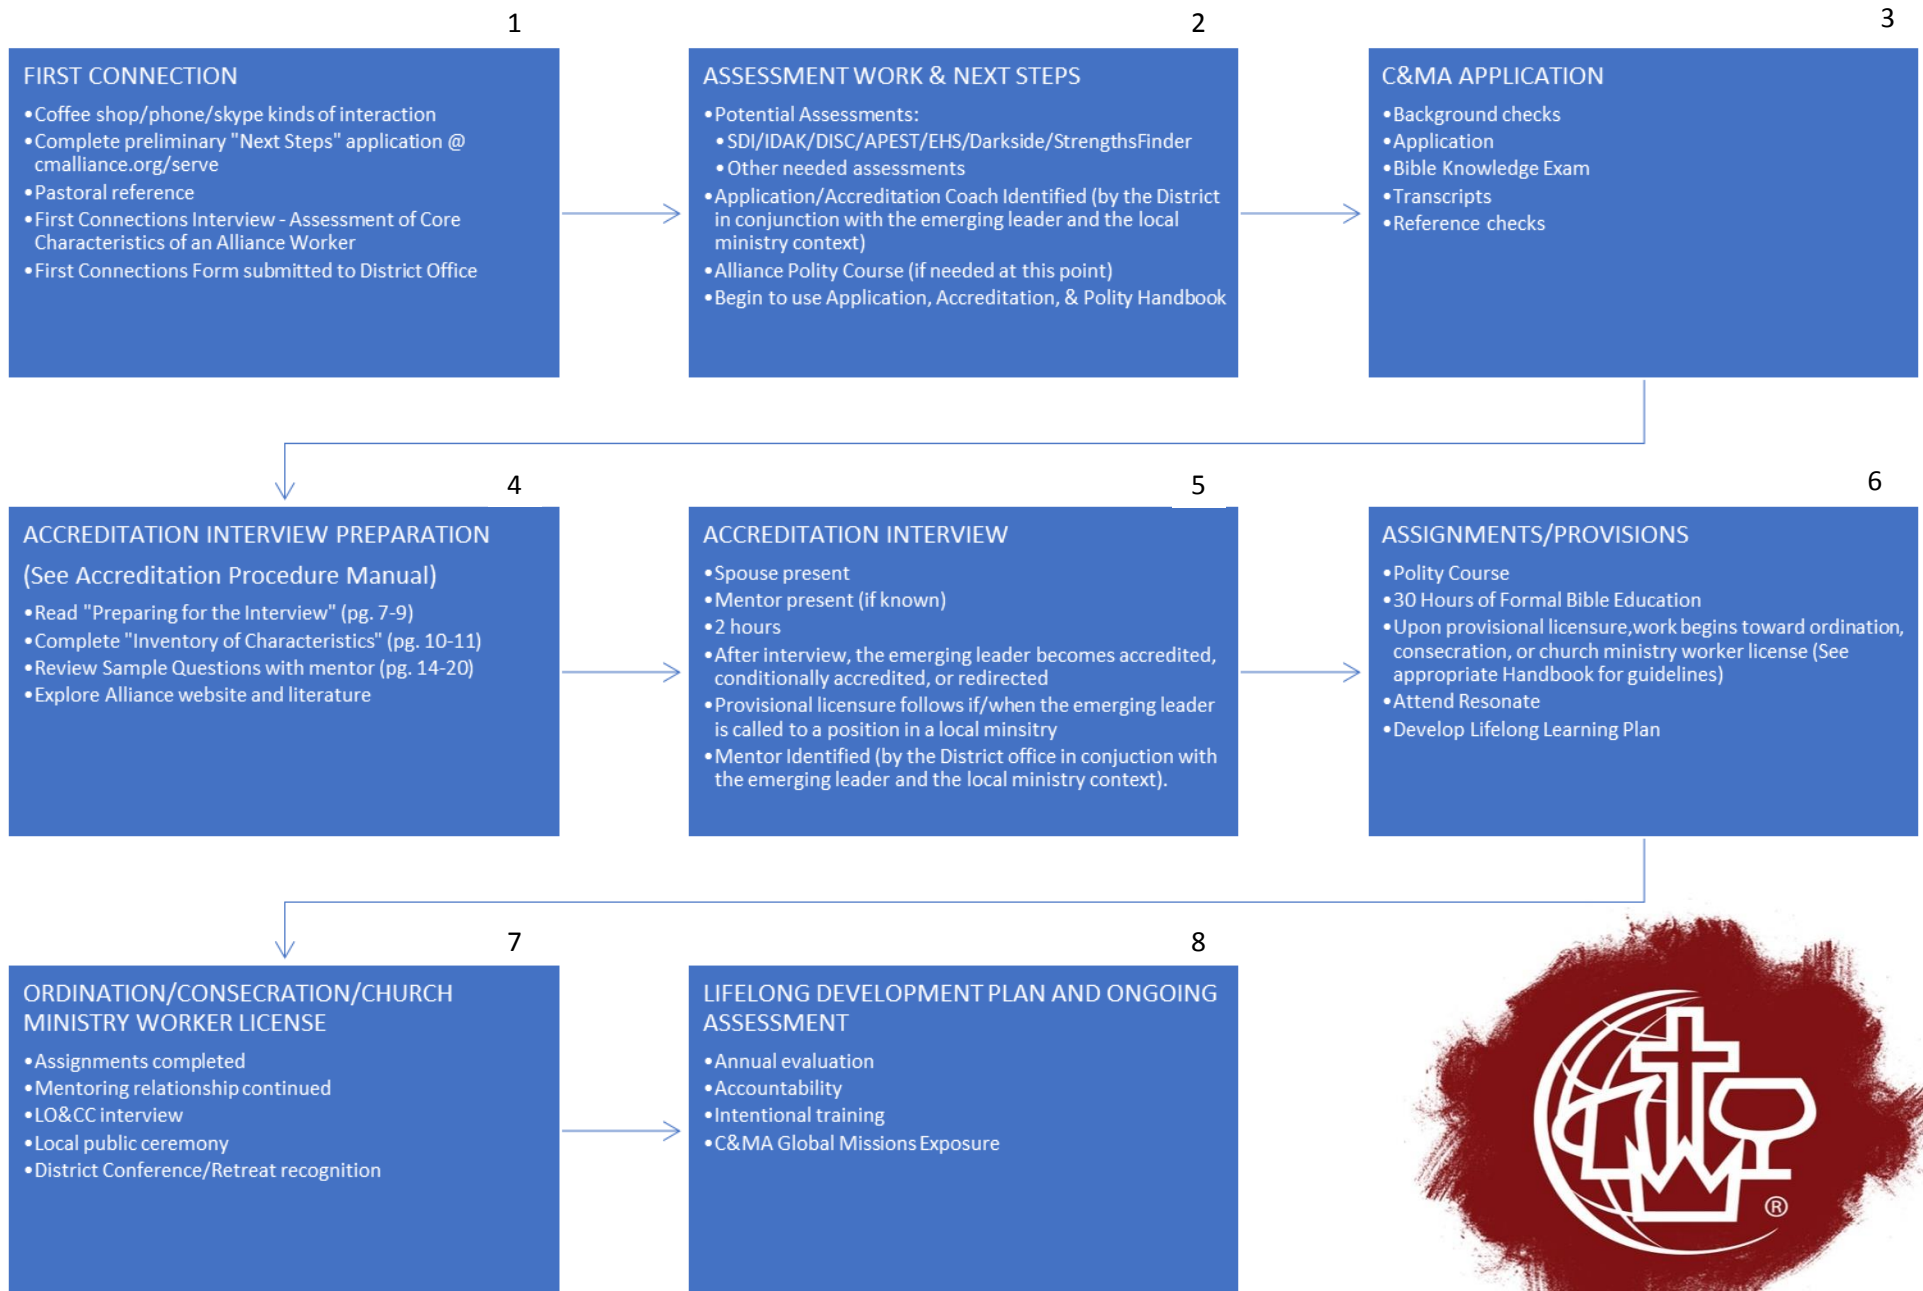 1
FIRST CONNECTION
•Coffee shop/phone/skype kinds of interaction
•Complete preliminary "Next Steps" application @
cmalliance.org/serve
•Pastoral reference
•First Connections Interview - Assessment of Core
Characteristics of an Alliance Worker
•First Connections Form submitted to District Office
2
ASSESSMENT WORK & NEXT STEPS
•Potential Assessments:
•SDI/IDAK/DISC/APEST/EHS/Darkside/StrengthsFinder
•Other needed assessments
•Application/Accreditation Coach Identified (by the District
in conjunction with the emerging leader and the local
ministry context)
•Alliance Polity Course (if needed at this point)
•Begin to use Application, Accreditation, & Polity Handbook
3
C&MA APPLICATION
•Background checks
•Application
•Bible Knowledge Exam
•Transcripts
•Reference checks
4
ACCREDITATION INTERVIEW PREPARATION
(See Accreditation Procedure Manual)
•Read "Preparing for the Interview" (pg. 7-9)
•Complete "Inventory of Characteristics" (pg. 10-11)
•Review Sample Questions with mentor (pg. 14-20)
•Explore Alliance website and literature
5
ACCREDITATION INTERVIEW
•Spouse present
•Mentor present (if known)
•2 hours
•After interview, the emerging leader becomes accredited,
conditionally accredited, or redirected
•Provisional licensure follows if/when the emerging leader
is called to a position in a local minsitry
•Mentor Identified (by the District office in conjuction with
the emerging leader and the local ministry context).
6
ASSIGNMENTS/PROVISIONS
•Polity Course
•30 Hours of Formal Bible Education
•Upon provisional licensure,work begins toward ordination,
consecration, or church ministry worker license (See
appropriate Handbook for guidelines)
•Attend Resonate
•Develop Lifelong Learning Plan
7
ORDINATION/CONSECRATION/CHURCH
MINISTRY WORKER LICENSE
•Assignments completed
•Mentoring relationship continued
•LO&CC interview
•Local public ceremony
•District Conference/Retreat recognition
8
LIFELONG DEVELOPMENT PLAN AND ONGOING
ASSESSMENT
•Annual evaluation
•Accountability
•Intentional training
•C&MA Global Missions Exposure
®